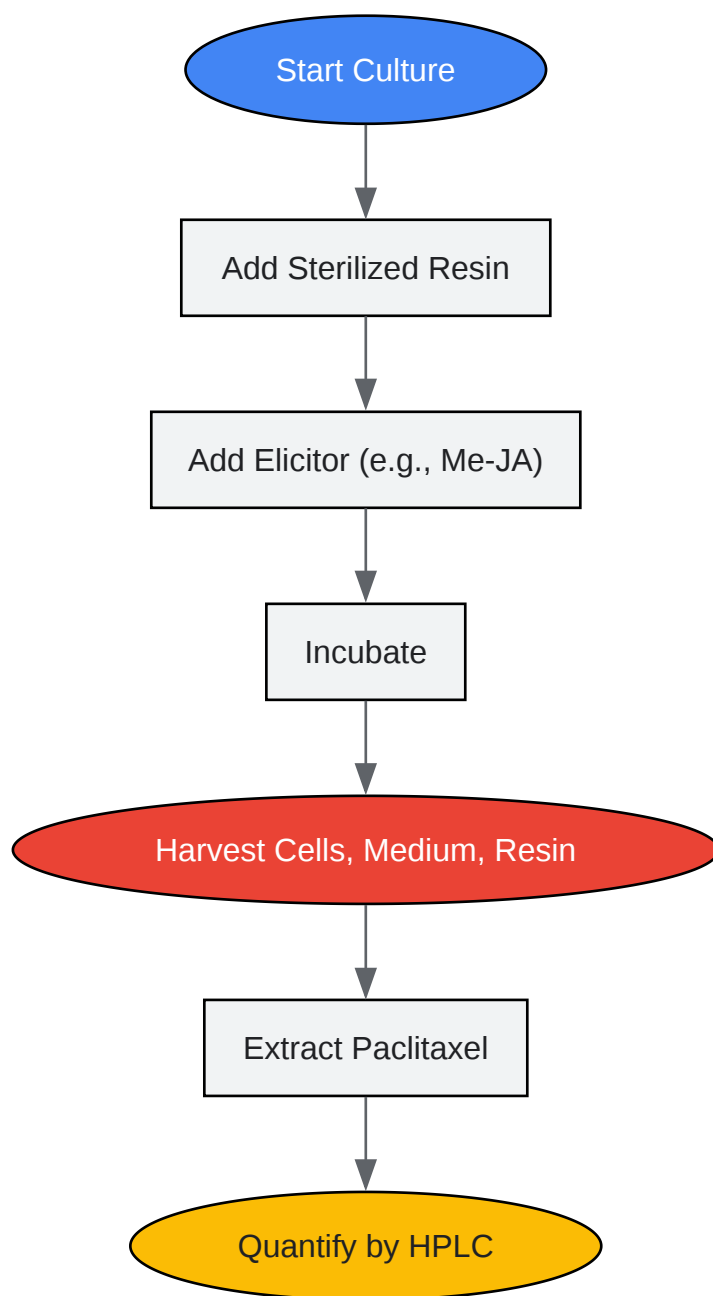 Start Culture
Add Sterilized Resin
Add Elicitor (e.g., Me-JA)
Incubate
Harvest Cells, Medium, Resin
Extract Paclitaxel
Quantify by HPLC